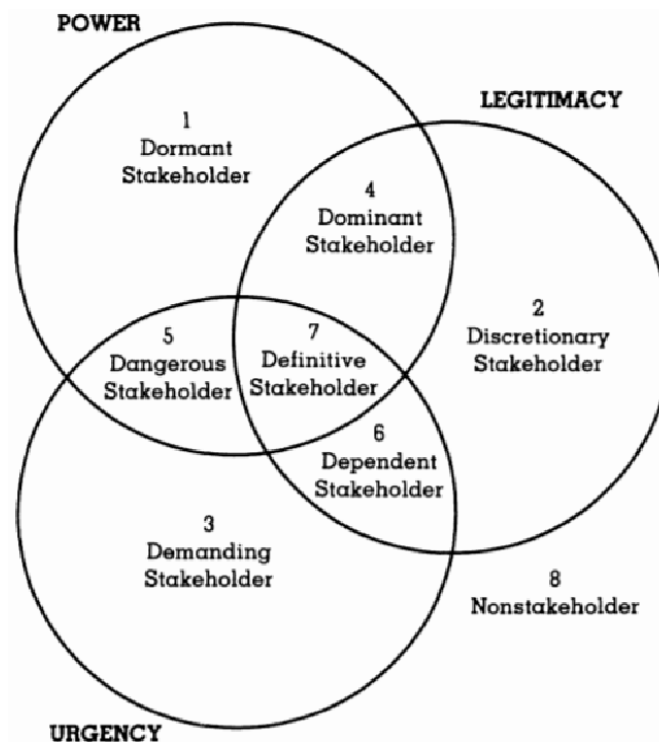 POWER
LEGITIMACY
1
Dormant
Stakeholder
4
Dominant
Stakeholder
2
Discretionary
Stakeholder
5
Dangerous
Stakeholder
7
Definitive
Stakeholder
6
Dependent
Stakeholder
3
Demanding
Stakeholder
8
Nonstakeholder
URGENCY